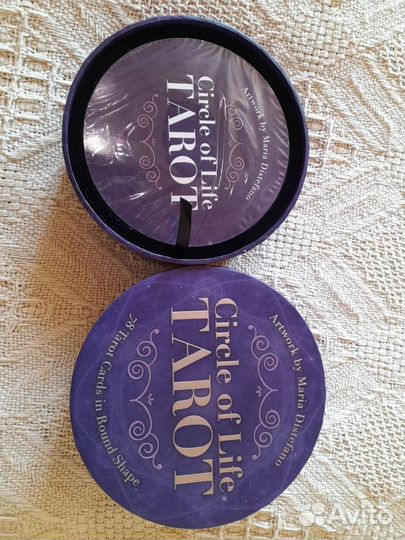 Circle of Life
TAROT
Artwork by Maria Distefano
Circle of Life
TAROT
Artwork by Maria Distefano
78 Tarot Cards in Round Shape.
Avito